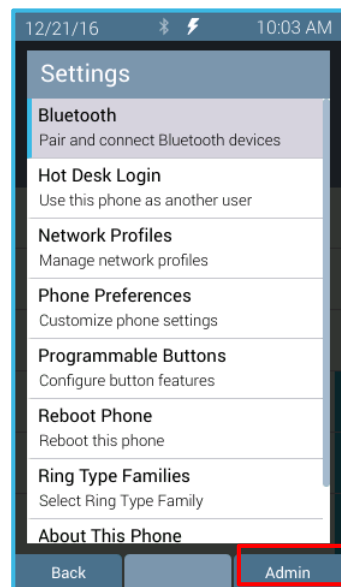 12/21/16 10:03 AM
Settings
Bluetooth
Pair and connect Bluetooth devices
Hot Desk Login
Use this phone as another user
Network Profiles
Manage network profiles
Phone Preferences
Customize phone settings
Programmable Buttons
Configure button features
Reboot Phone
Reboot this phone
Ring Type Families
Select Ring Type Family
About This Phone
Back Admin